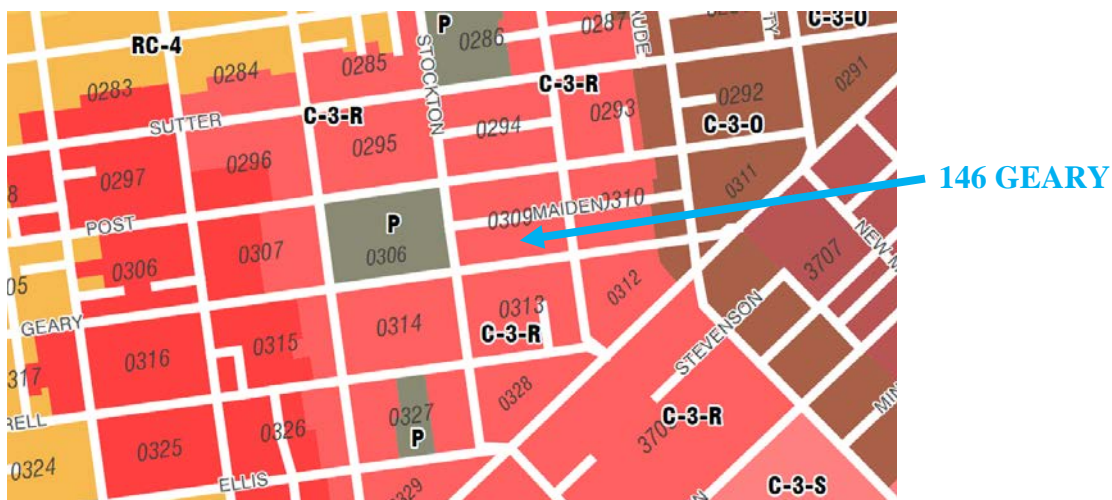 P
C-3-O
RC-4
0286
0287
0285
0284
0283
STOCKTON
C-3-R
0292
0291
SUTTER
C-3-R
0293
0294
C-3-O
0295
0296
0297
146 GEARY
0311
MAIDEN
0310
0309
POST
P
0307
0306
0306
3707
GEARY
0312
0313
0314
0315
0316
C-3-R
STEVENSON
0328
0327
C-3-R
P
0326
0325
0324
ELLIS
C-3-S